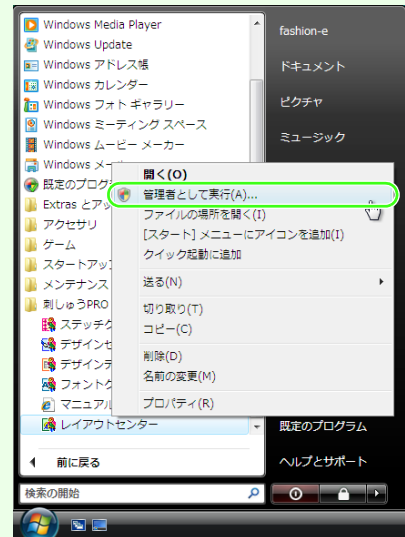 Windows Media Player
Windows Update
Windows アドレス帳
Windows カレンダー
Windows フォト ギャラリー
Windows ミーティング スペース
Windows ムービー メーカー
Windows メール
既定のプログ
Extras とアッ
アクセサリ
ゲーム
スタートアップ
メンテナンス
刺しゅうPRO
ステッチク
デザインセ
デザインデ
フォントク
マニュアル
レイアウトセンター
前に戻る
検索の開始
開く(O)
管理者として実行(A)...
ファイルの場所を開く(I)
[スタート] メニューにアイコンを追加(I)
クイック起動に追加
送る(N)
切り取り(T)
コピー(C)
削除(D)
名前の変更(M)
プロパティ(R)
fashion-e
ドキュメント
ピクチャ
ミュージック
既定のプログラム
ヘルプとサポート